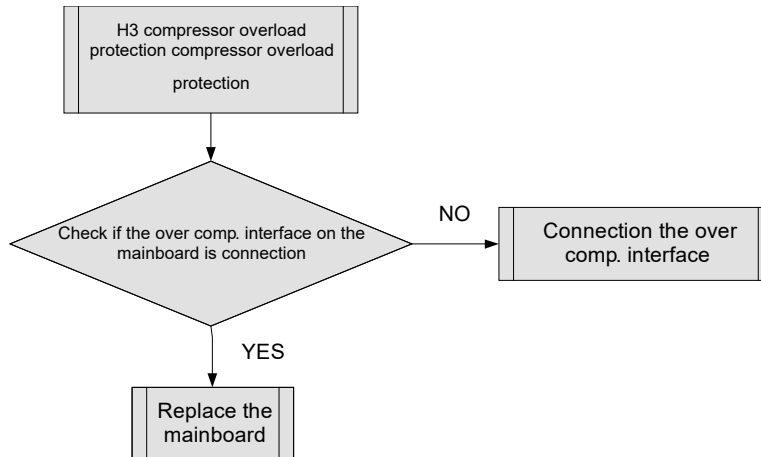 H3 compressor overload
protection compressor overload
protection
Check if the over comp. interface on the
mainboard is connection
NO
Connection the over
comp. interface
YES
Replace the
mainboard